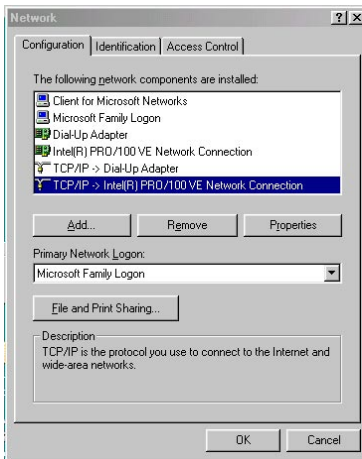 Network
Configuration Identification Access Control
The following network components are installed:
Client for Microsoft Networks
Microsoft Family Logon
Dial-Up Adapter
Intel(R) PRO/100 VE Network Connection
TCP/IP -> Dial-Up Adapter
TCP/IP -> Intel(R) PRO/100 VE Network Connection
Add... Remove Properties
Primary Network Logon:
Microsoft Family Logon
File and Print Sharing...
Description
TCP/IP is the protocol you use to connect to the Internet and
wide-area networks.
OK Cancel